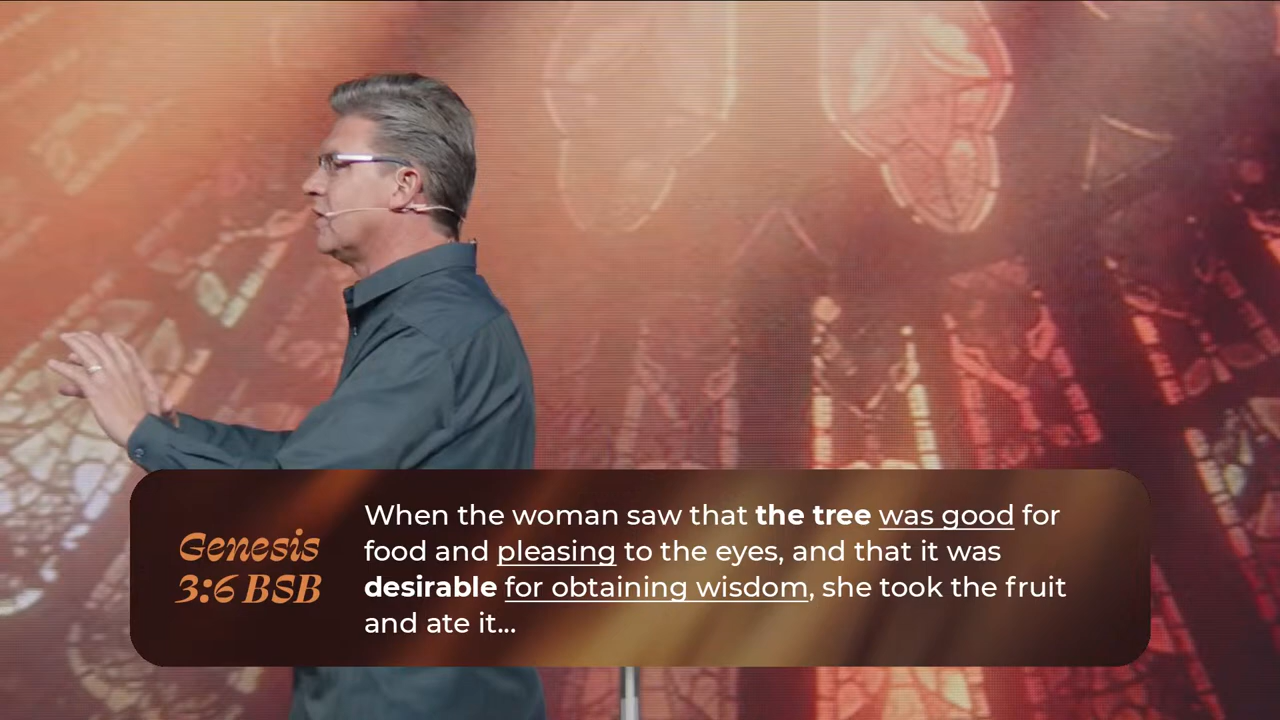 Genesis
3:6 BSB
When the woman saw that the tree was good for
food and pleasing to the eyes, and that it was
desirable for obtaining wisdom, she took the fruit
and ate it...